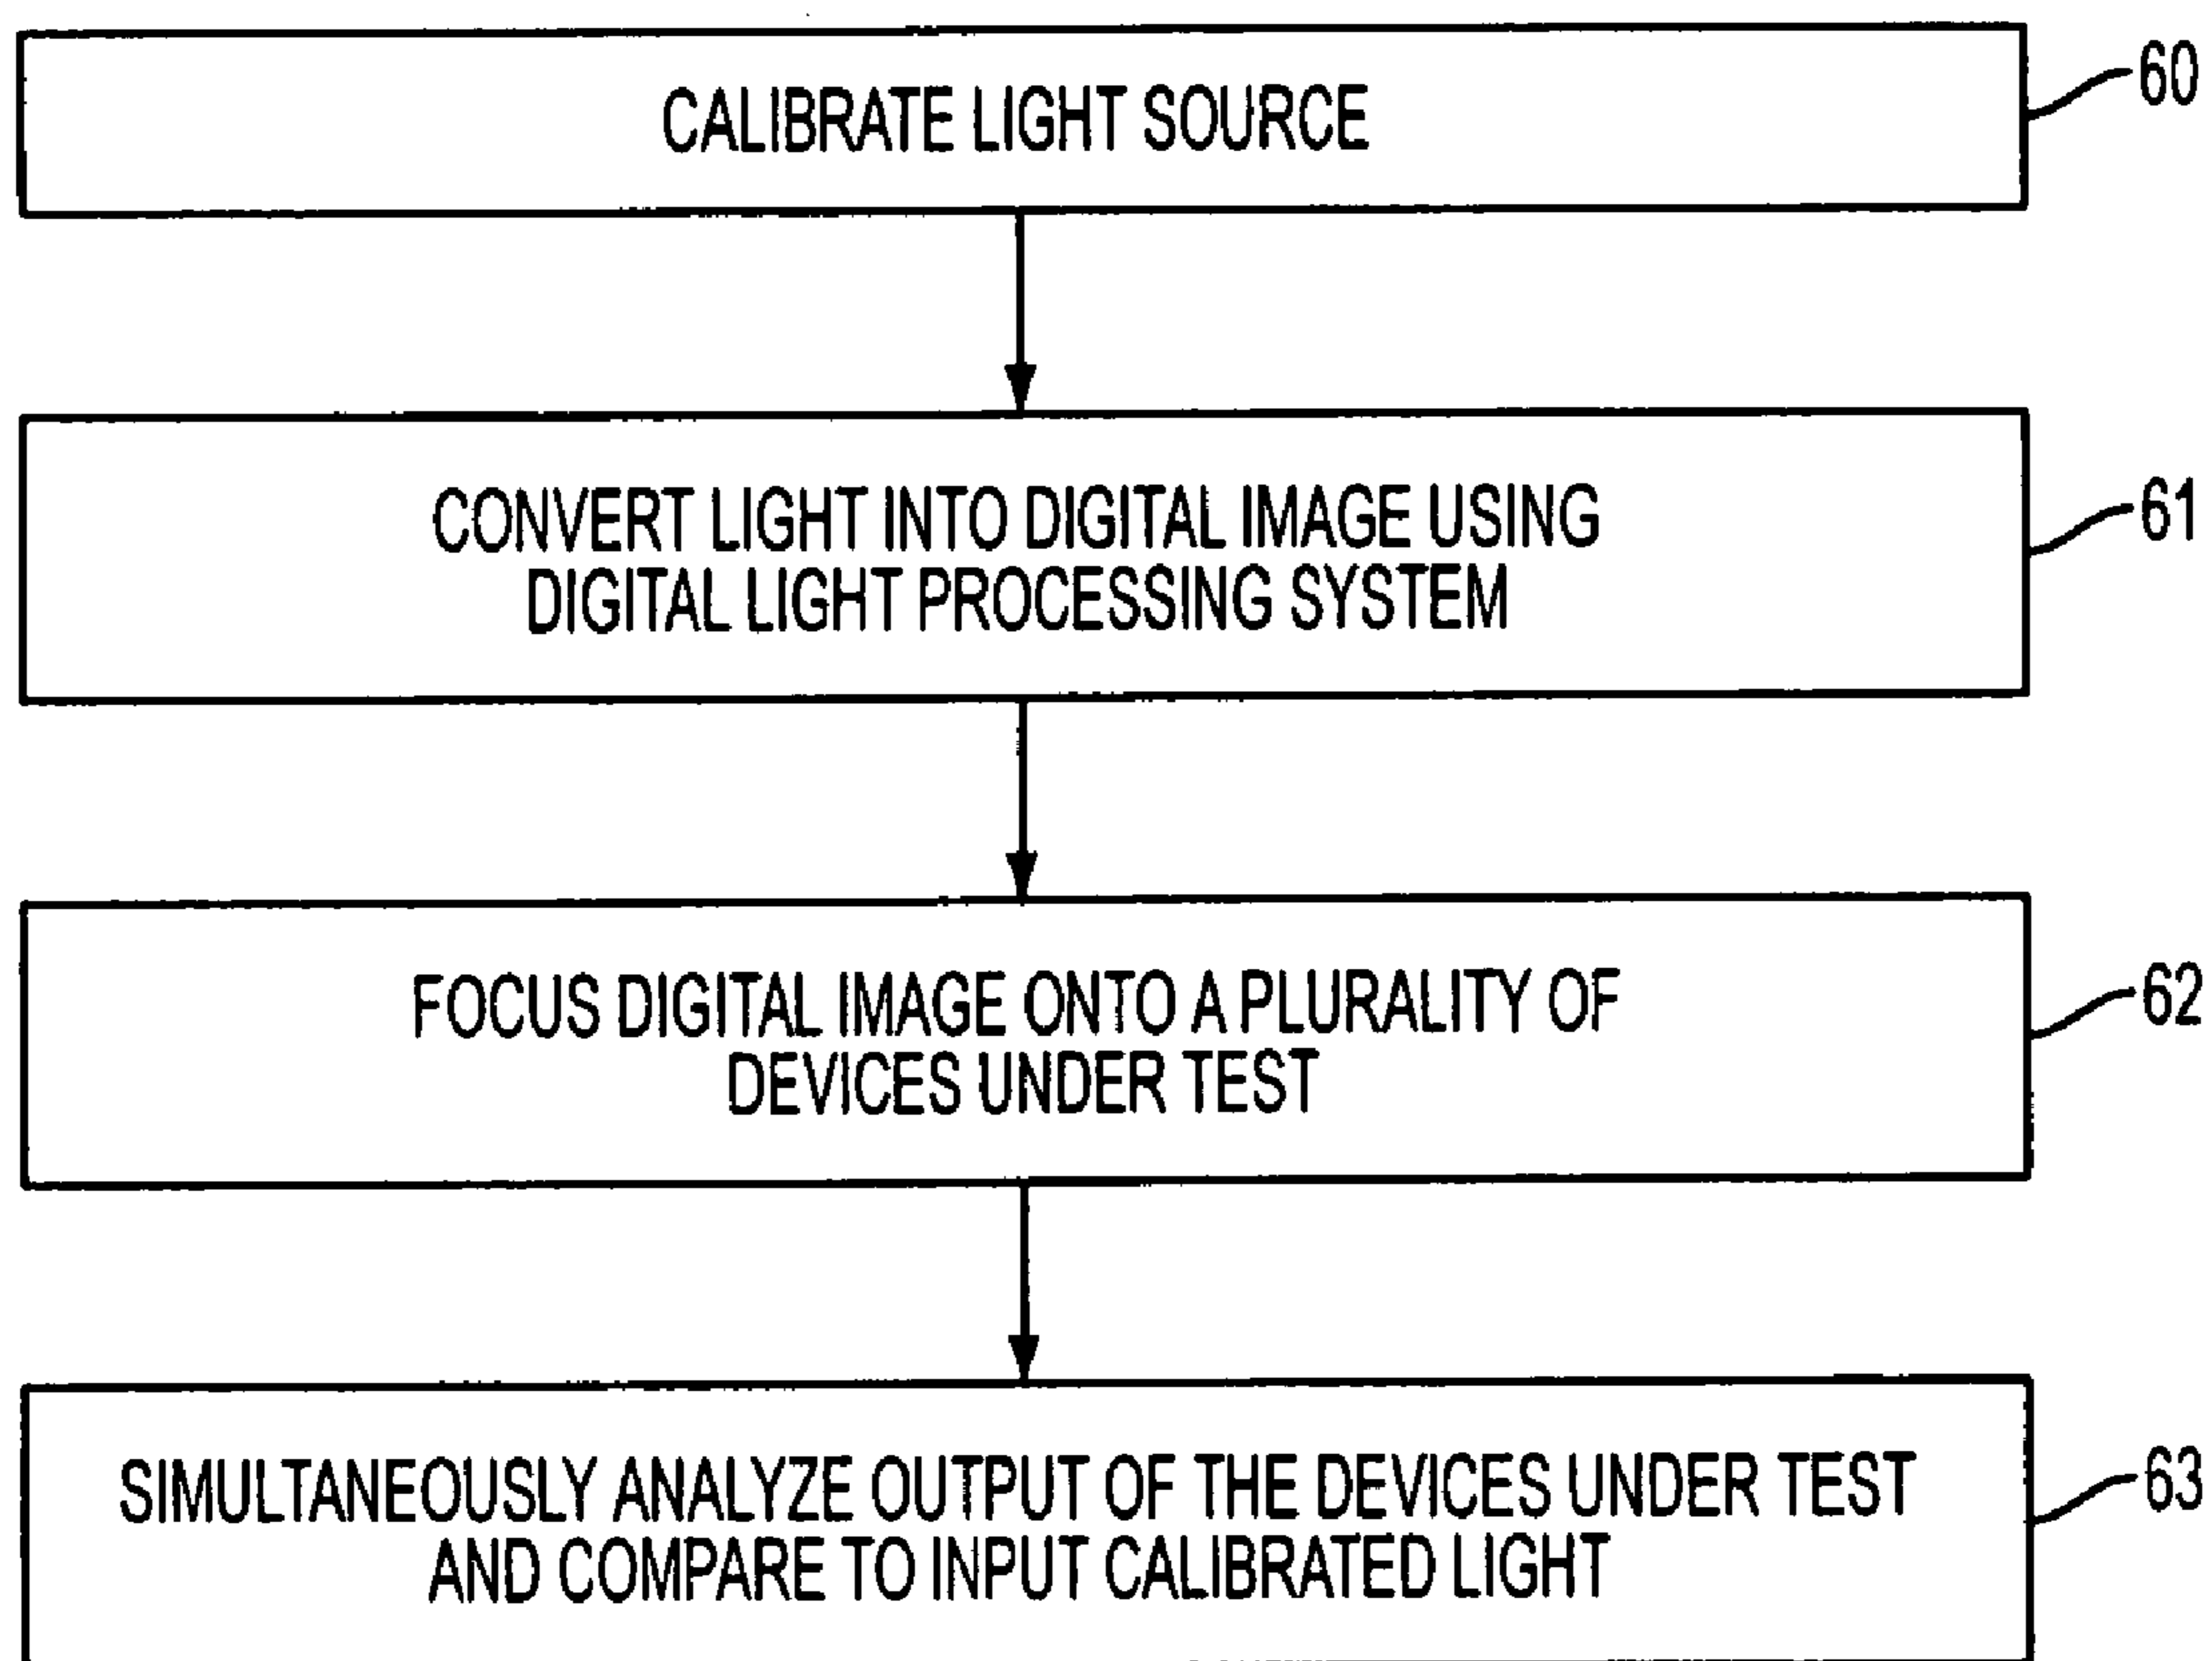 CALIBRATE LIGHT SOURCE
60
CONVERT LIGHT INTO DIGITAL IMAGE USING
DIGITAL LIGHT PROCESSING SYSTEM
61
FOCUS DIGITAL IMAGE ONTO A PLURALITY OF
DEVICES UNDER TEST
62
SIMULTANEOUSLY ANALYZE OUTPUT OF THE DEVICES UNDER TEST
AND COMPARE TO INPUT CALIBRATED LIGHT
63